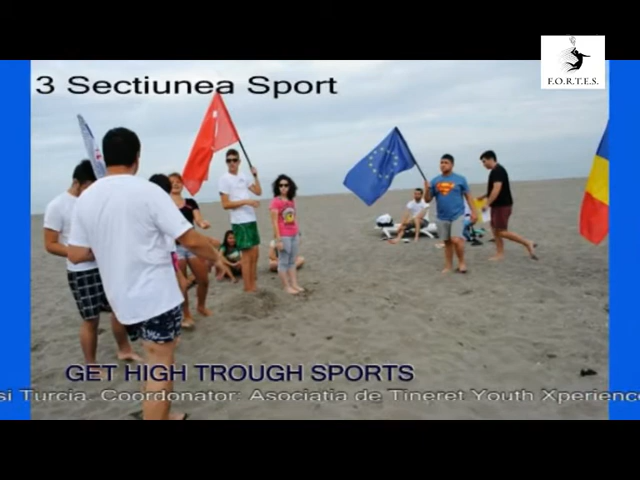 F.O.R.T.E.S.
3 Sectiunea Sport
GET HIGH TROUGH SPORTS
si Turcia. Coordonator: Asociatia de Tineret Youth Xperience